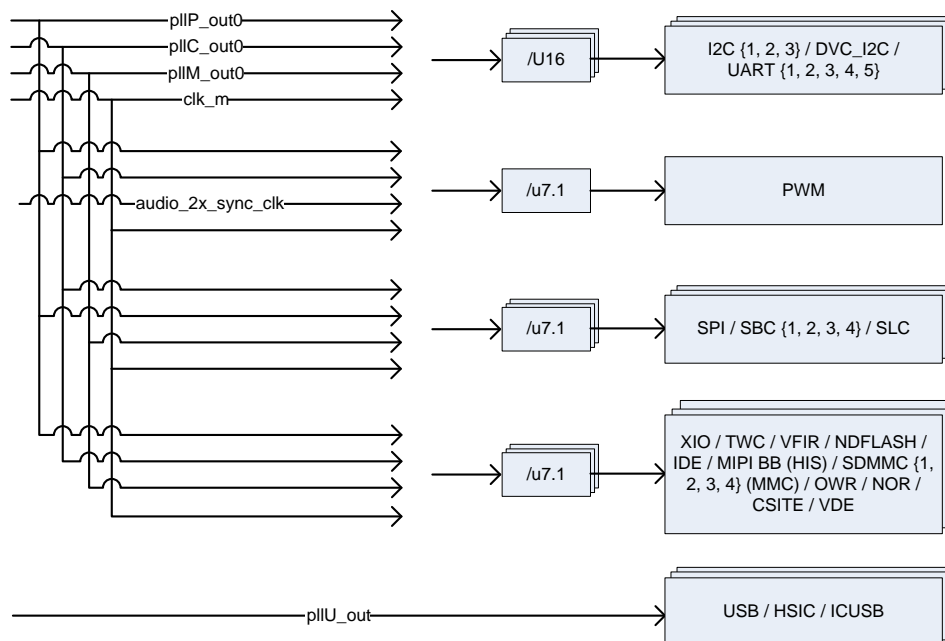 pllP_out0
pllC_out0
pllM_out0
clk_m
/U16
I2C {1, 2, 3} / DVC_I2C /
UART {1, 2, 3, 4, 5}
audio_2x_sync_clk
/u7.1
PWM
/u7.1
SPI / SBC {1, 2, 3, 4} / SLC
/u7.1
XIO / TWC / VFIR / NDFLASH /
IDE / MIPI BB (HIS) / SDMMC {1,
2, 3, 4} (MMC) / OWR / NOR /
CSITE / VDE
pllU_out
USB / HSIC / ICUSB